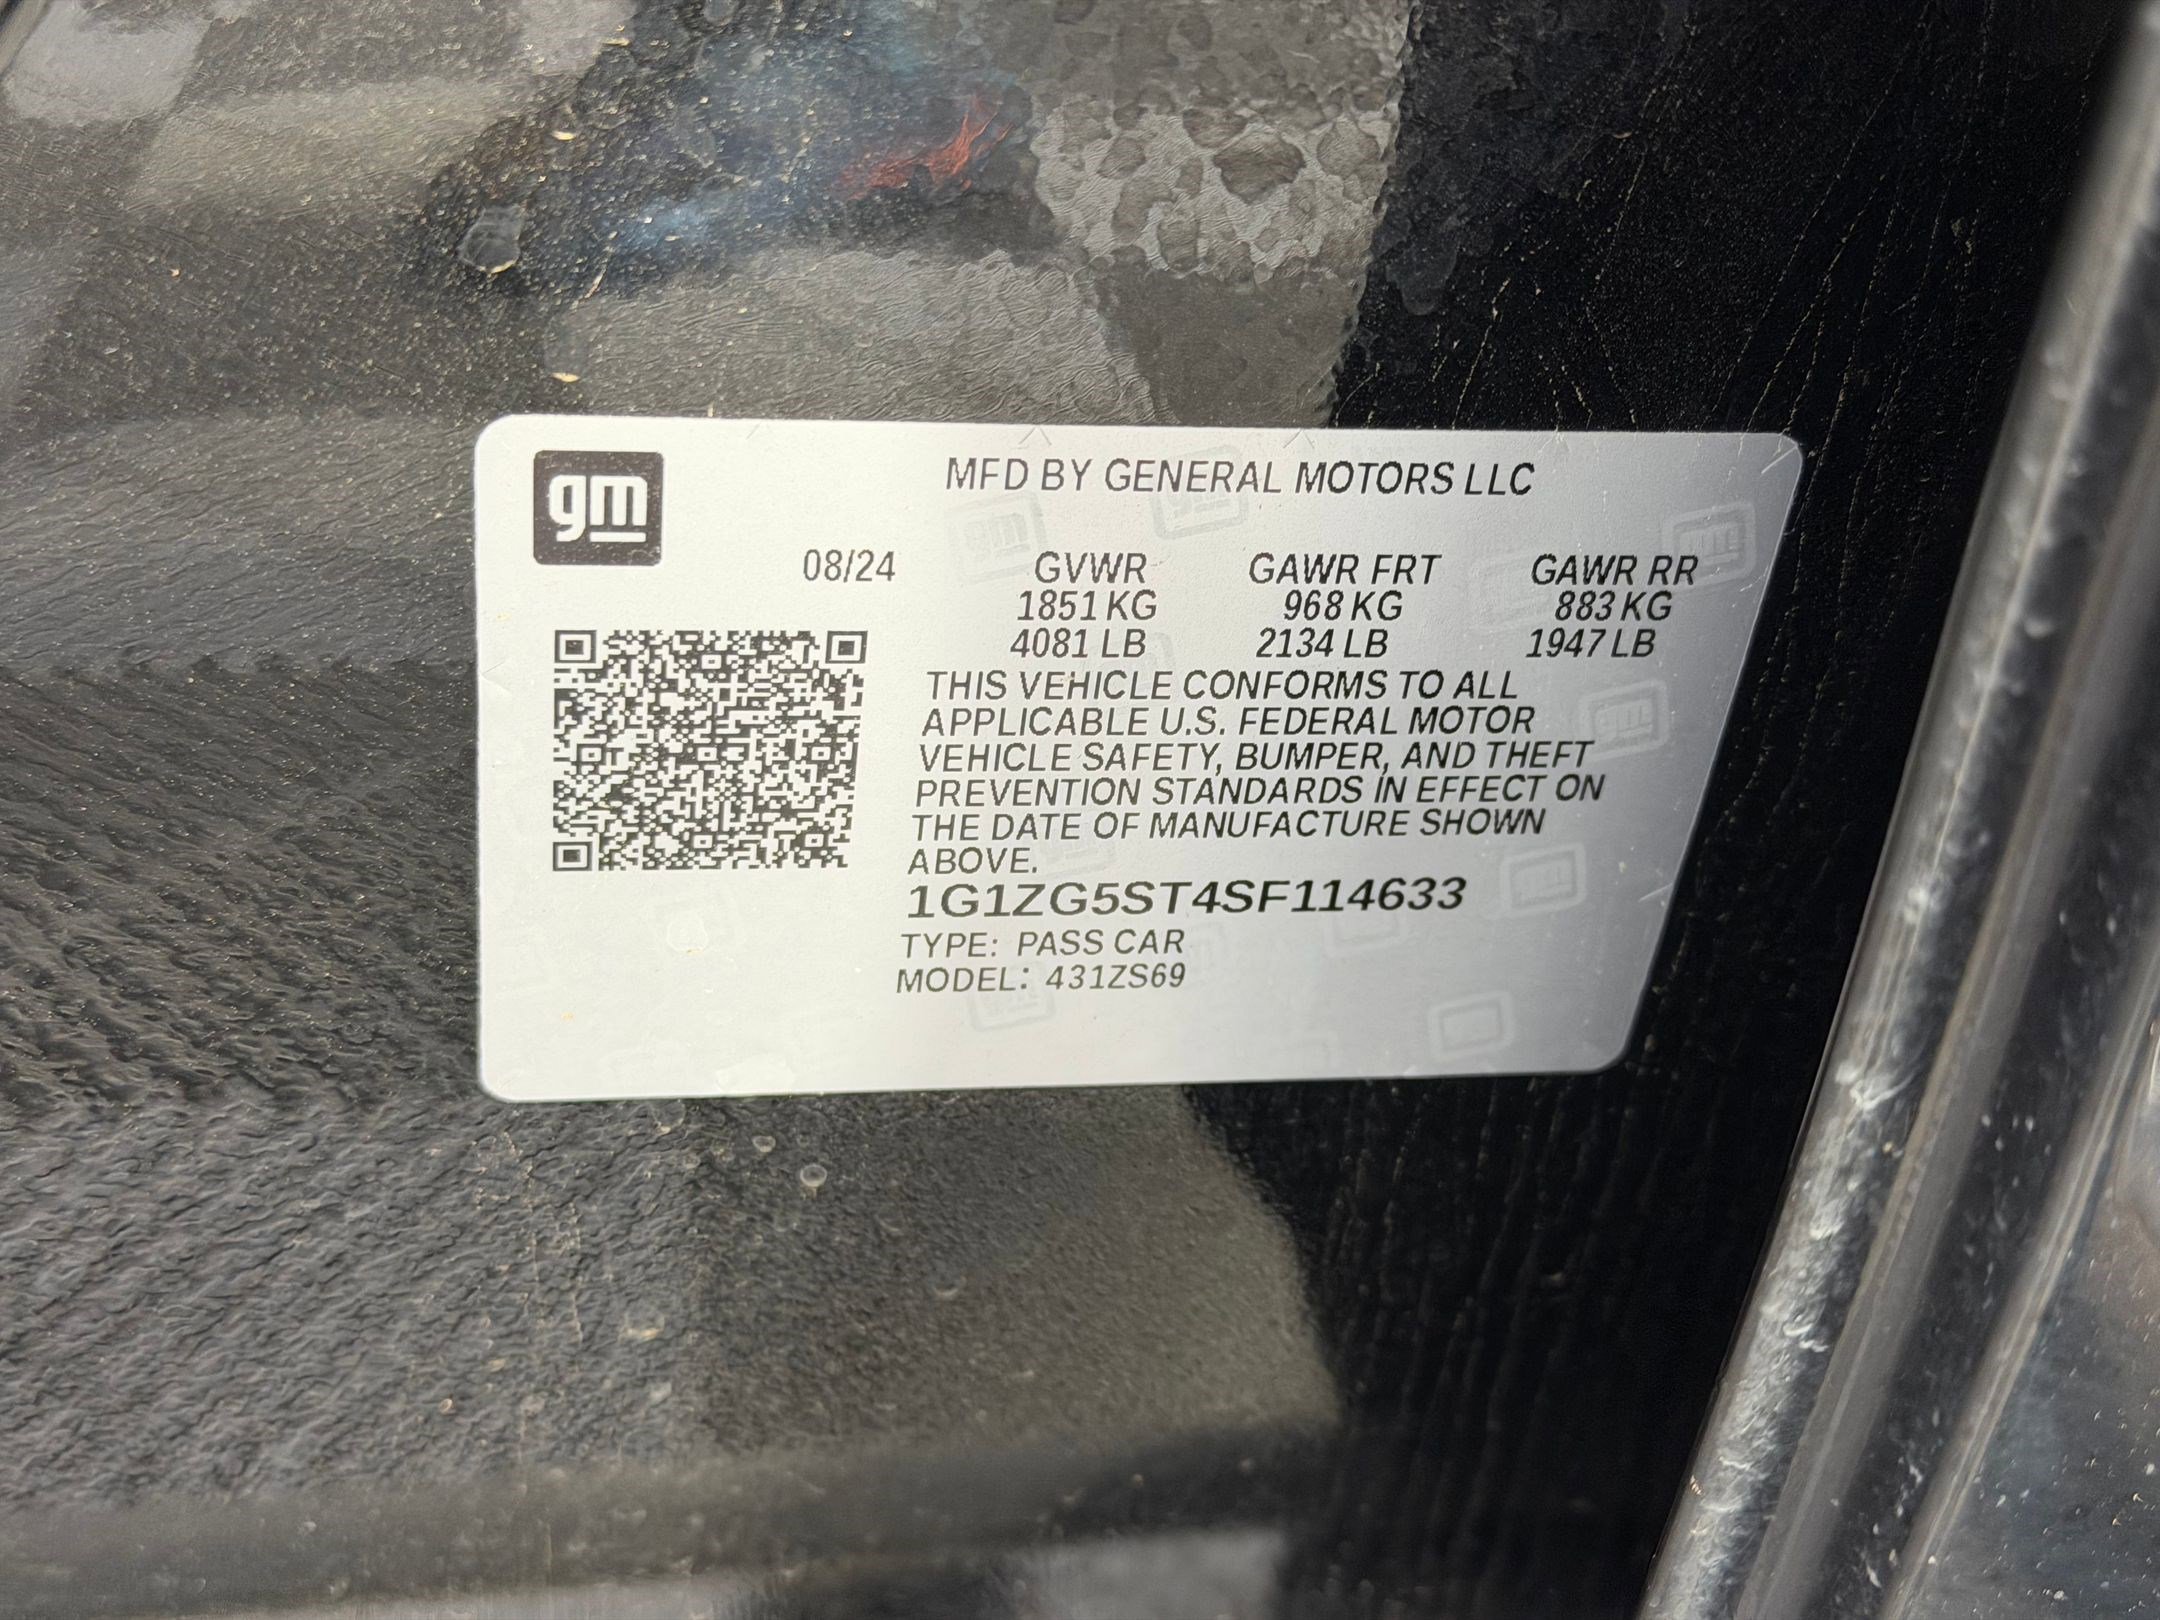 gm
MFD BY GENERAL MOTORS LLC
08/24 GVWR GAWR FRT GAWR RR
1851 KG 968 KG 883 KG
4081 LB 2134 LB 1947 LB
THIS VEHICLE CONFORMS TO ALL
APPLICABLE U.S. FEDERAL MOTOR
VEHICLE SAFETY, BUMPER, AND THEFT
PREVENTION STANDARDS IN EFFECT ON
THE DATE OF MANUFACTURE SHOWN
ABOVE.
1G1ZG5ST4SF114633
TYPE: PASS CAR
MODEL: 431ZS69